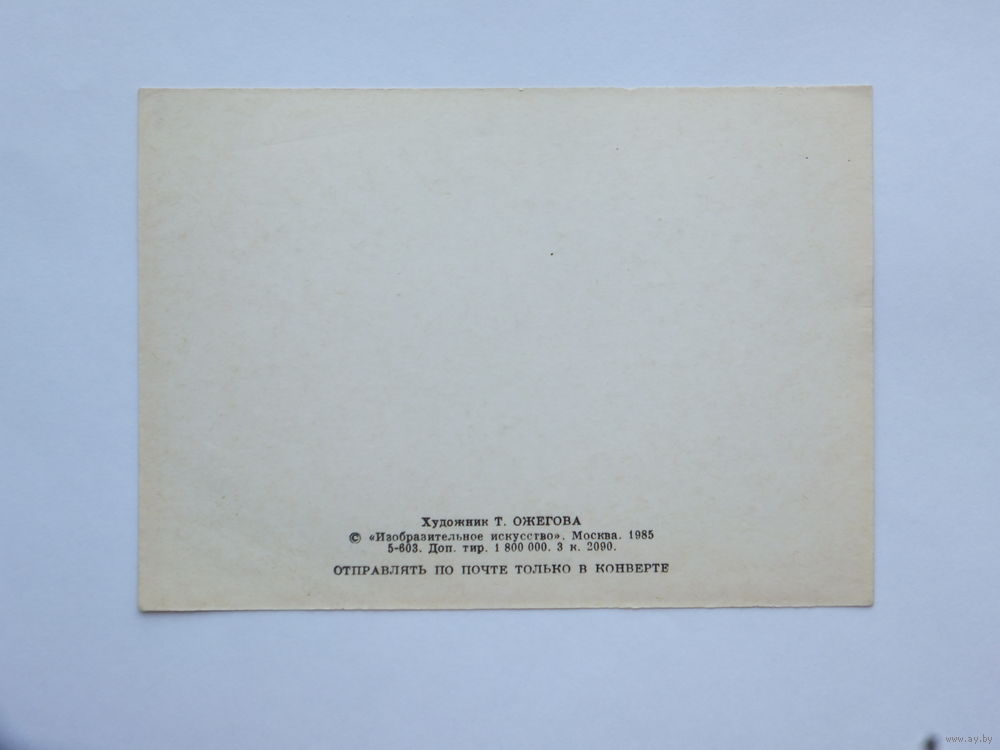 Художник Т. ОЖЕГОВА
© «Изобразительное искусство». Москва. 1985
5-603. Доп. тир. 1 800 000. 3 к. 2090.
ОТПРАВЛЯТЬ ПО ПОЧТЕ ТОЛЬКО В КОНВЕРТЕ
www.ay.by